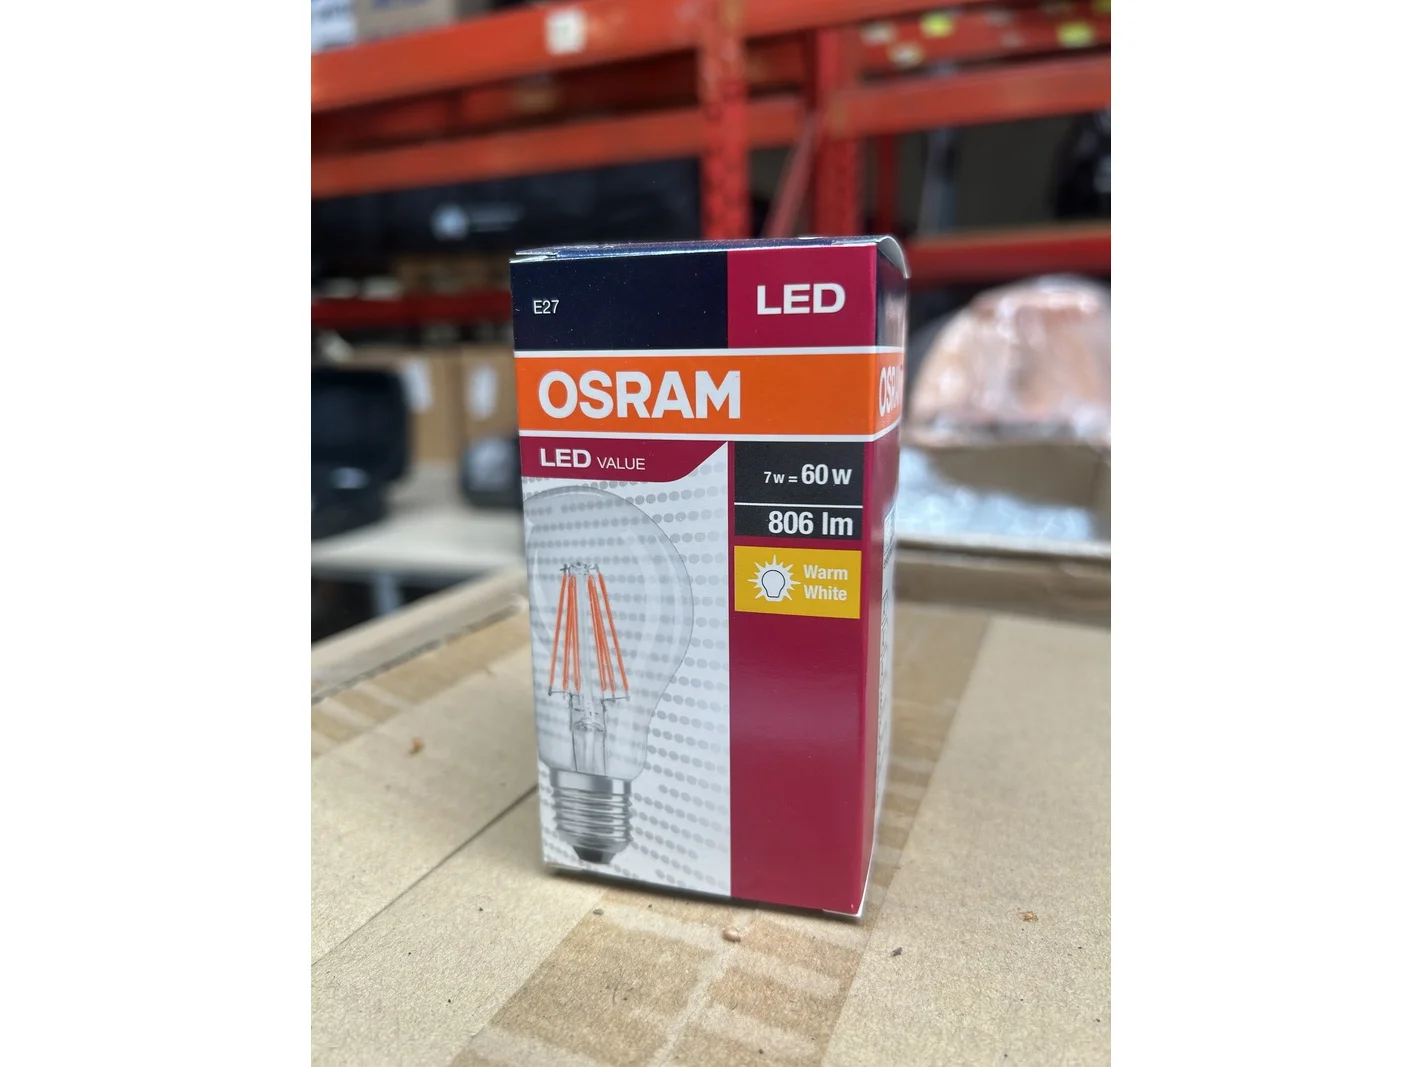 E27
LED
OSRAM
LED VALUE
7w = 60w
806 lm
Warm
White